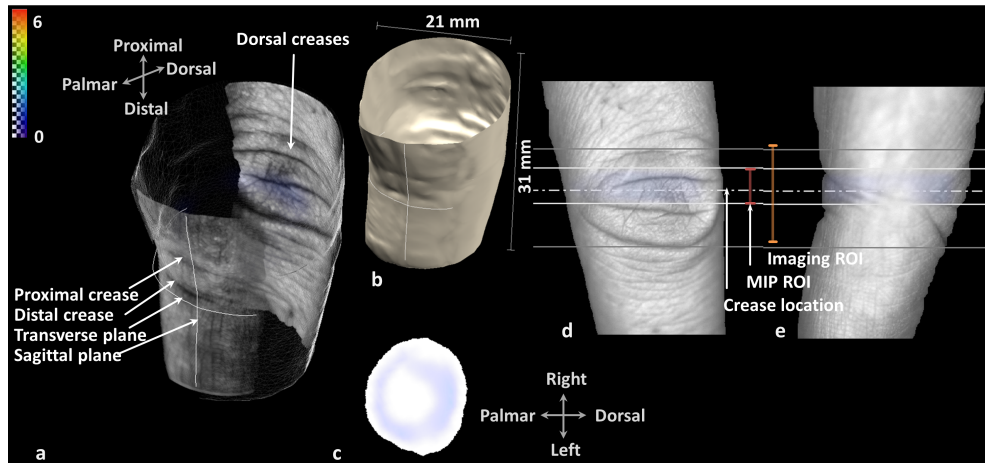 6
0
Proximal
Dorsal
Palmar
Distal
Dorsal creases
21 mm
31 mm
Proximal crease
Distal crease
Transverse plane
Sagittal plane
Imaging ROI
MIP ROI
Crease location
a
b
c
d
e
Right
Palmar
Dorsal
Left